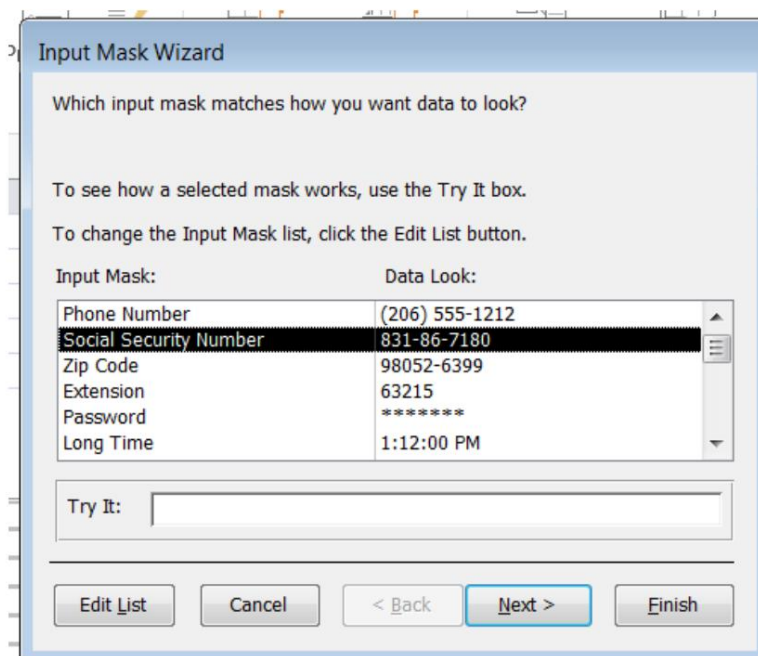 Input Mask Wizard
Which input mask matches how you want data to look?
To see how a selected mask works, use the Try It box.
To change the Input Mask list, click the Edit List button.
Input Mask: Data Look:
Phone Number (206) 555-1212
Social Security Number 831-86-7180
Zip Code 98052-6399
Extension 63215
Password *******
Long Time 1:12:00 PM
Try It:
Edit List Cancel < Back Next > Finish